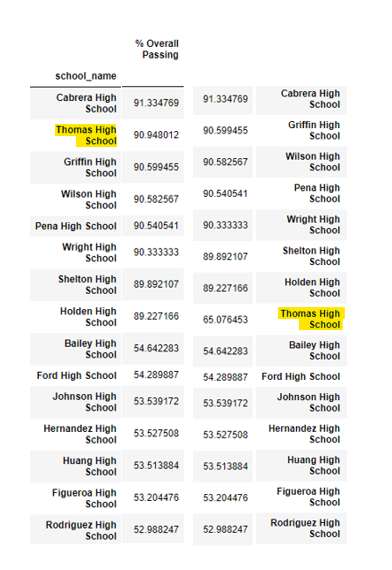 % Overall
Passing
school_name
Cabrera High
School 91.334769 91.334769 Cabrera High
School
Thomas High
School 90.948012 90.599455 Griffin High
School
Griffin High
School 90.599455 90.582567 Wilson High
School
Wilson High
School 90.582567 90.540541 Pena High
School
Pena High School 90.540541 90.333333 Wright High
School
Wright High
School 90.333333 89.892107 Shelton High
School
Shelton High
School 89.892107 89.227166 Holden High
School
Holden High
School 89.227166 65.076453 Thomas High
School
Bailey High
School 54.642283 54.642283 Bailey High
School
Ford High School 54.289887 54.289887 Ford High School
Johnson High
School 53.539172 53.539172 Johnson High
School
Hernandez High
School 53.527508 53.527508 Hernandez High
School
Huang High
School 53.513884 53.513884 Huang High
School
Figueroa High
School 53.204476 53.204476 Figueroa High
School
Rodriguez High
School 52.988247 52.988247 Rodriguez High
School